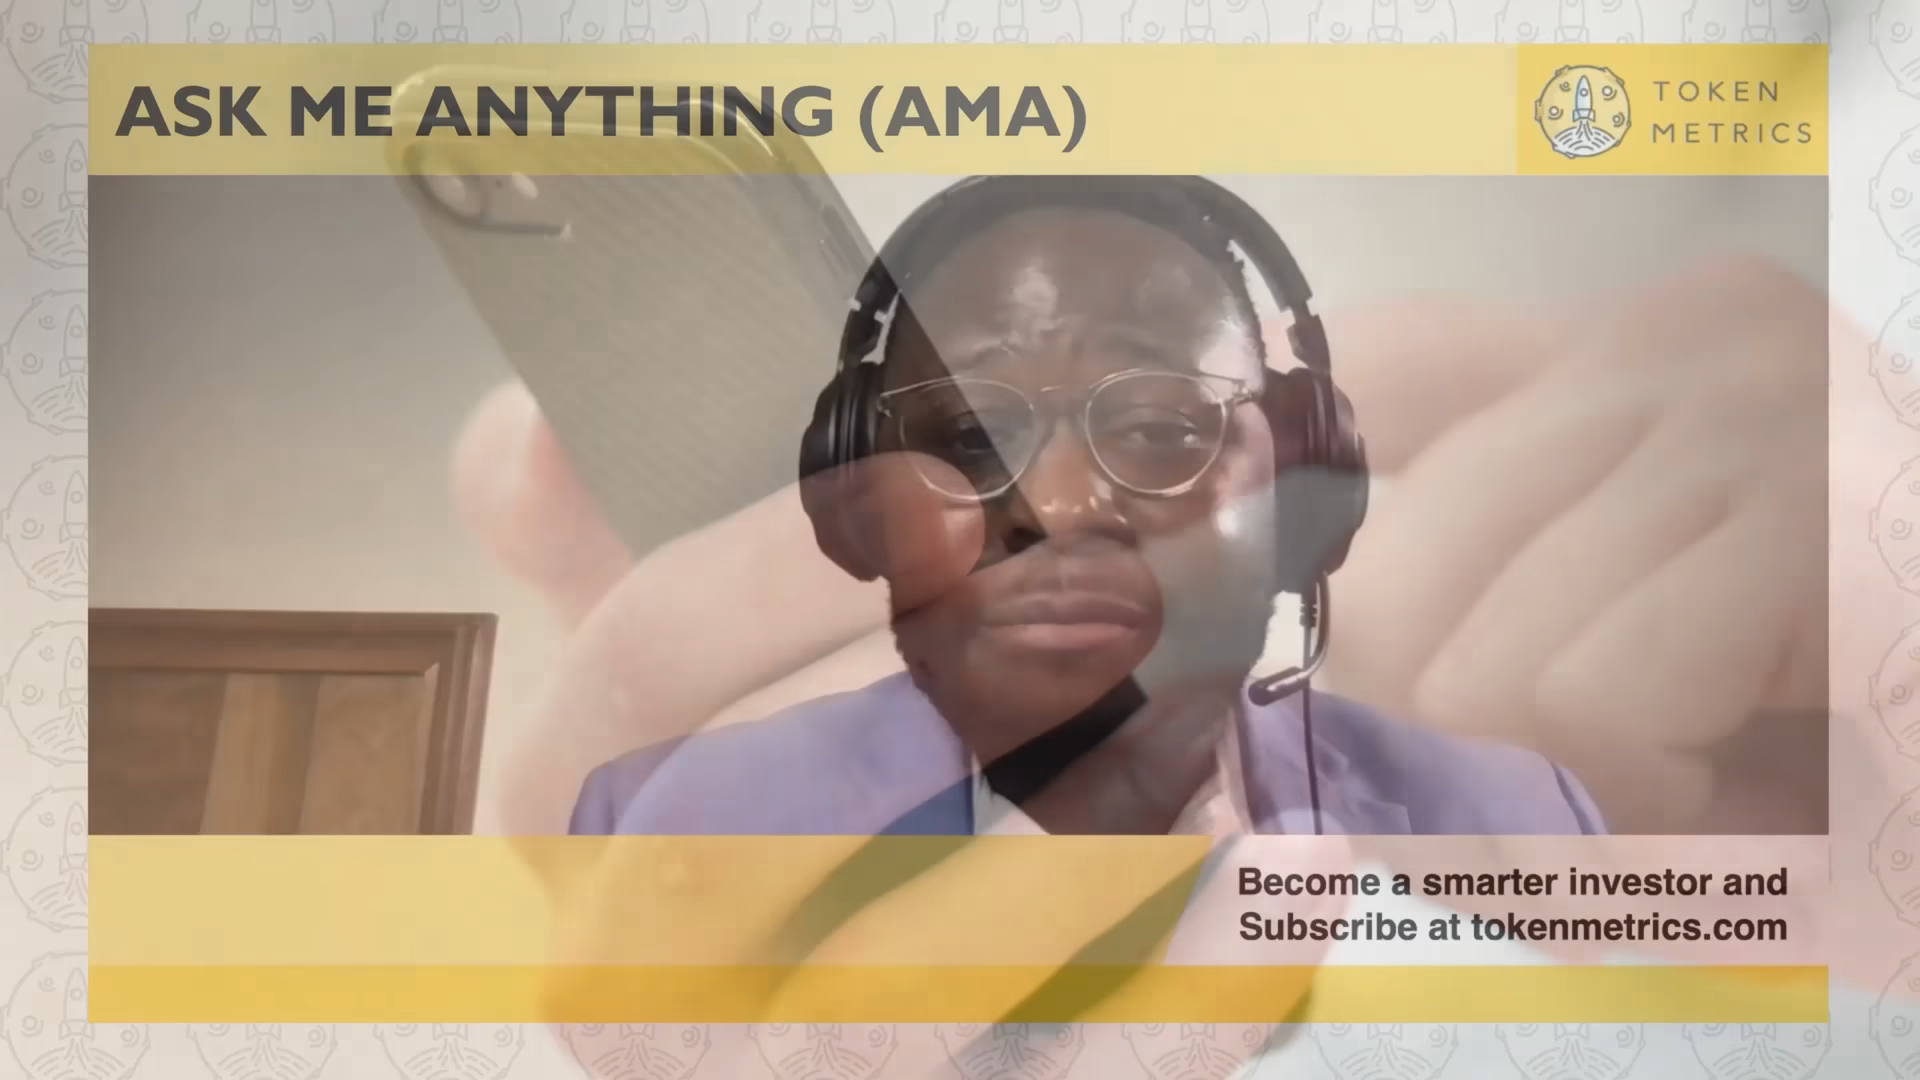 ASK ME ANYTHING (AMA)
TOKEN
METRICS
Become a smarter investor and
Subscribe at tokenmetrics.com